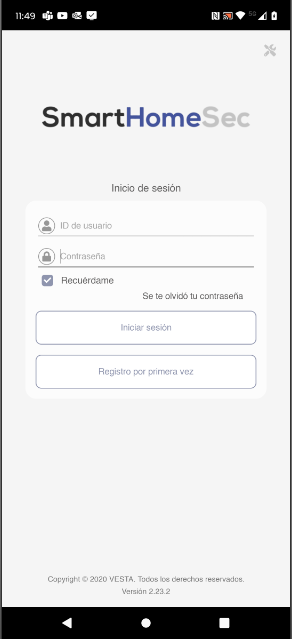 11:49
5G
SmartHomeSec
Inicio de sesión
ID de usuario
Contraseña
Recuérdame
Se te olvidó tu contraseña
Iniciar sesión
Registro por primera vez
Copyright © 2020 VESTA. Todos los derechos reservados.
Versión 2.23.2